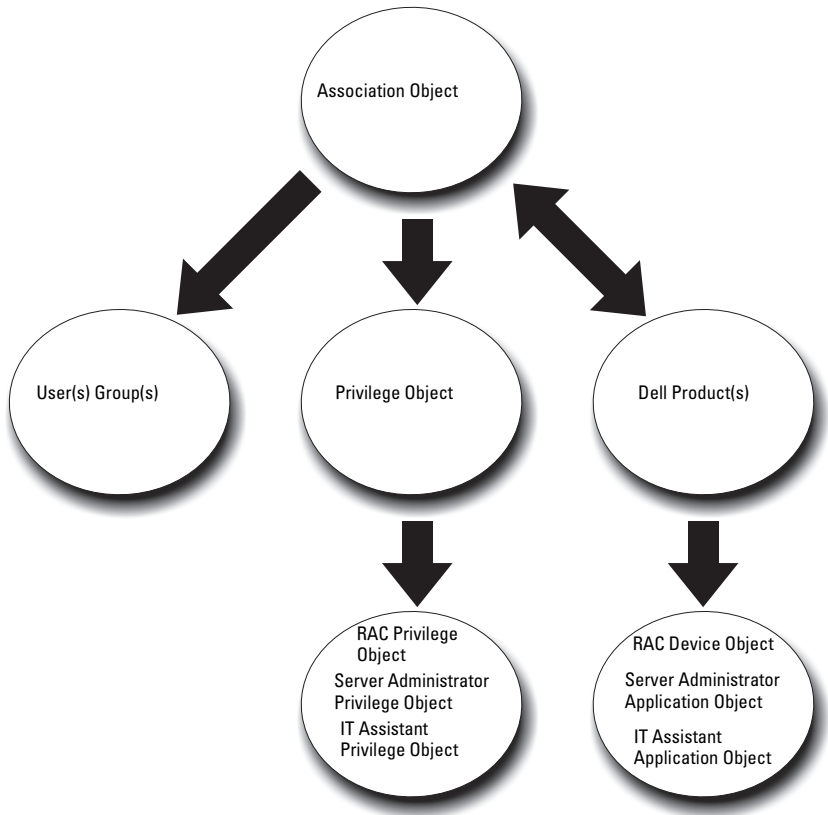 Association Object
User(s) Group(s)
Privilege Object
Dell Product(s)
RAC Privilege
Object
Server Administrator
Privilege Object
IT Assistant
Privilege Object
RAC Device Object
Server Administrator
Application Object
IT Assistant
Application Object